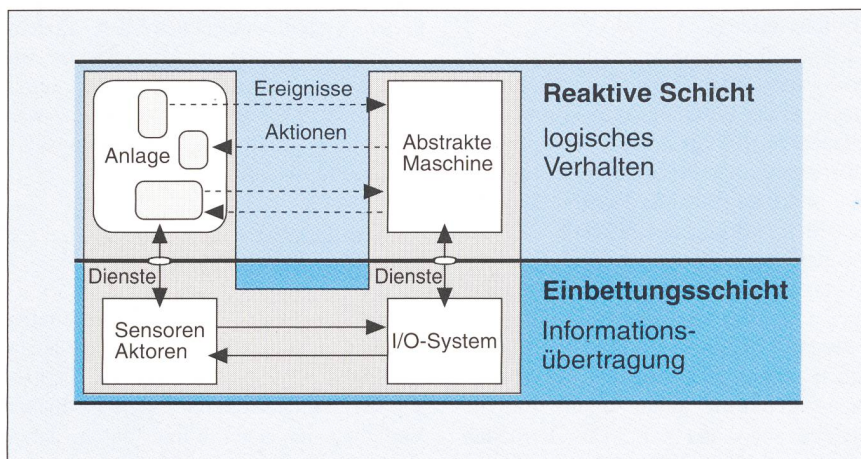 Ereignisse
Aktionen
Anlage
Abstrakte
Maschine
Reaktive Schicht
logisches
Verhalten
Dienste
Dienste
Sensoren
Aktoren
I/O-System
Einbettungsschicht
Informations-
übertragung